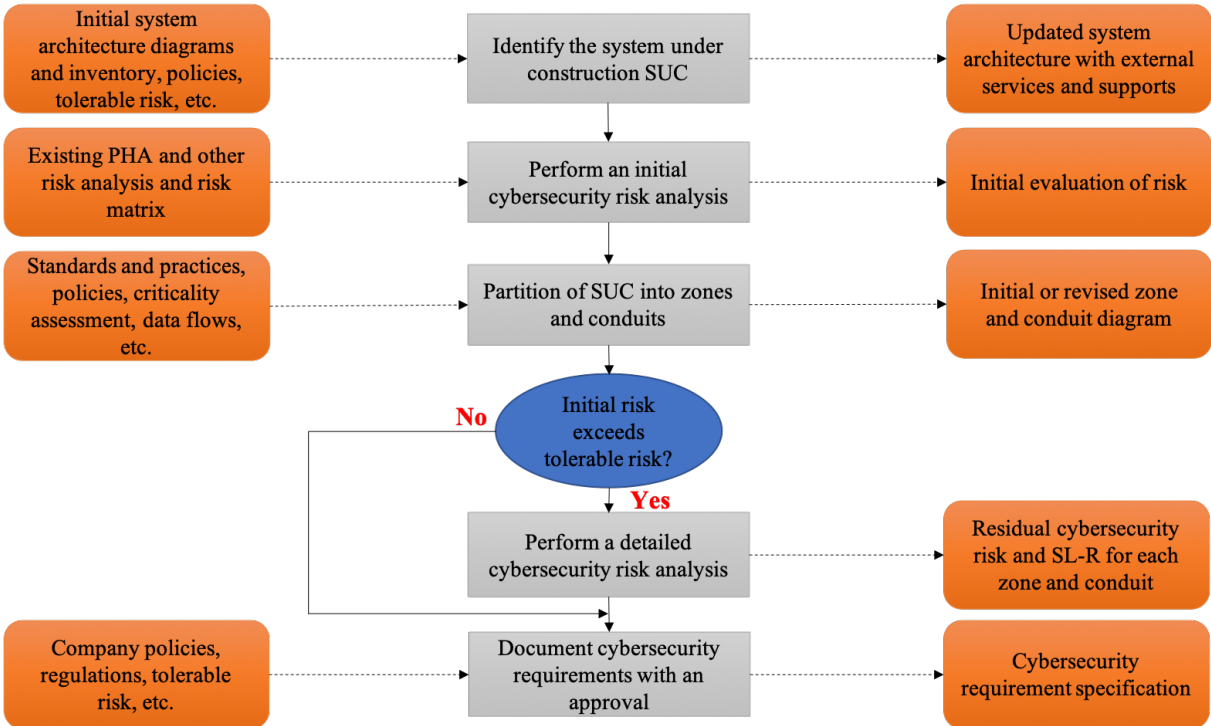 Initial system
architecture diagrams
and inventory, policies,
tolerable risk, etc.
Identify the system under
construction SUC
Updated system
architecture with external
services and supports
Existing PHA and other
risk analysis and risk
matrix
Perform an initial
cybersecurity risk analysis
Initial evaluation of risk
Standards and practices,
policies, criticality
assessment, data flows,
etc.
Partition of SUC into zones
and conduits
Initial or revised zone
and conduit diagram
Initial risk
exceeds
tolerable risk?
No
Yes
Perform a detailed
cybersecurity risk analysis
Residual cybersecurity
risk and SL-R for each
zone and conduit
Company policies,
regulations, tolerable
risk, etc.
Document cybersecurity
requirements with an
approval
Cybersecurity
requirement specification